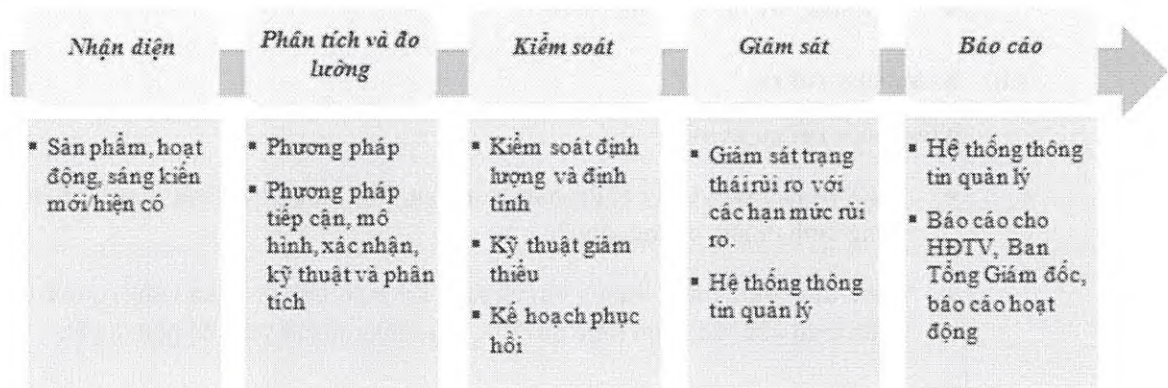 Nhận diện
Phân tích và đo
lường
Kiểm soát
Giám sát
Báo cáo
▪ Sản phẩm, hoạt
động, sáng kiến
mới/hiện có
▪ Phương pháp
▪ Phương pháp
tiếp cận, mô
hình, xác nhận,
kỹ thuật và phân
tích
▪ Kiểm soát định
lượng và định
tính
▪ Kỹ thuật giảm
thiểu
▪ Kế hoạch phục
hồi
▪ Giám sát trạng
thái rủi ro với
các hạn mức rủi
ro.
▪ Hệ thống thông
tin quản lý
▪ Hệ thống thông
tin quản lý
▪ Báo cáo cho
HĐTV, Ban
Tổng Giám đốc,
báo cáo hoạt
động